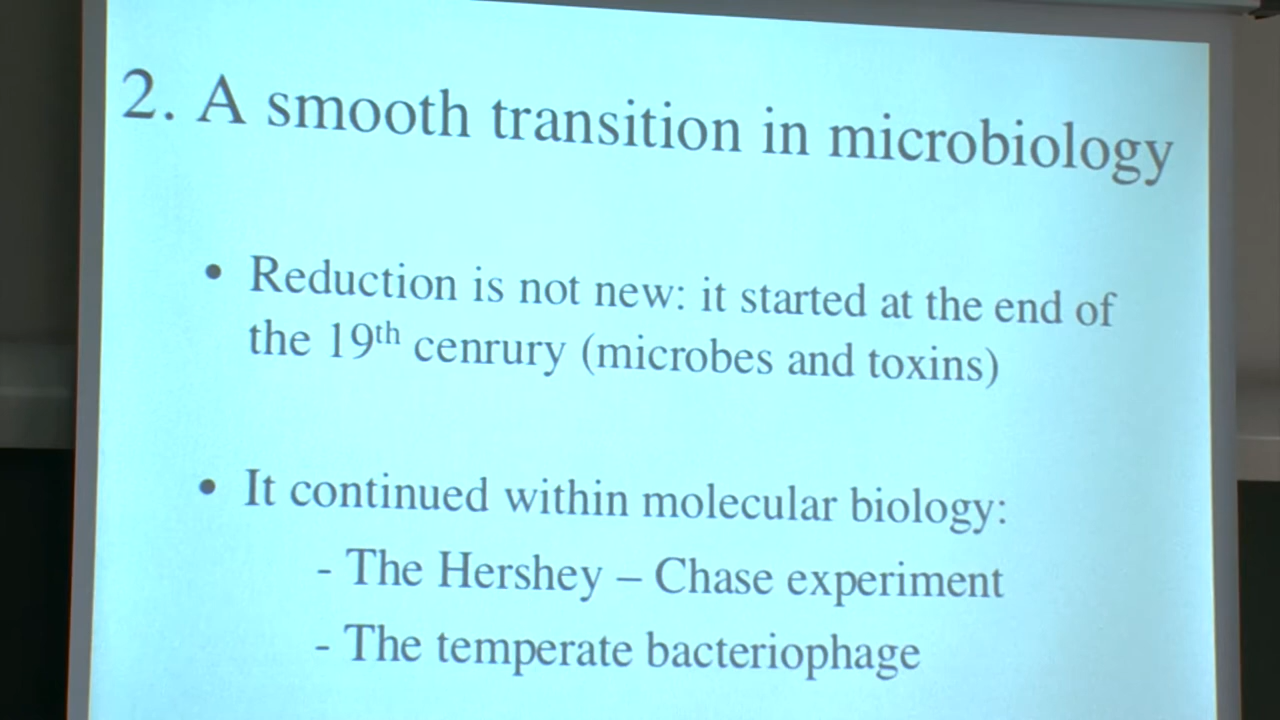 2. A smooth transition in microbiology
• Reduction is not new: it started at the end of
the 19th cenrury (microbes and toxins)
• It continued within molecular biology:
- The Hershey – Chase experiment
- The temperate bacteriophage